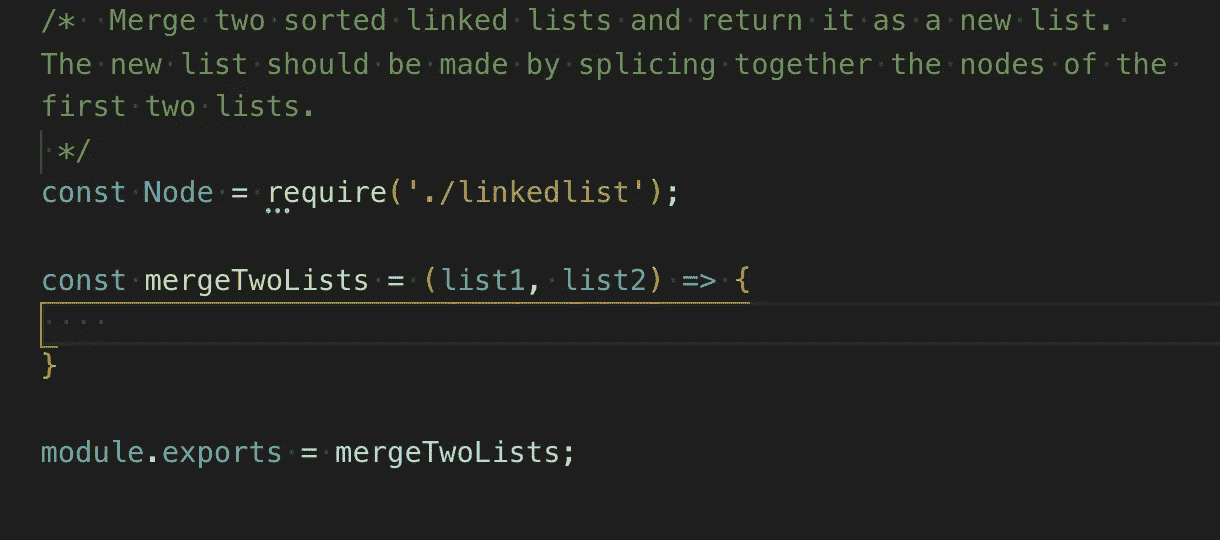 /*  Merge two sorted linked lists and return it as a new list.
The new list should be made by splicing together the nodes of the
first two lists.
 */
const Node = require('./linkedlist');
const mergeTwoLists = (list1, list2) => {
}
module.exports = mergeTwoLists;